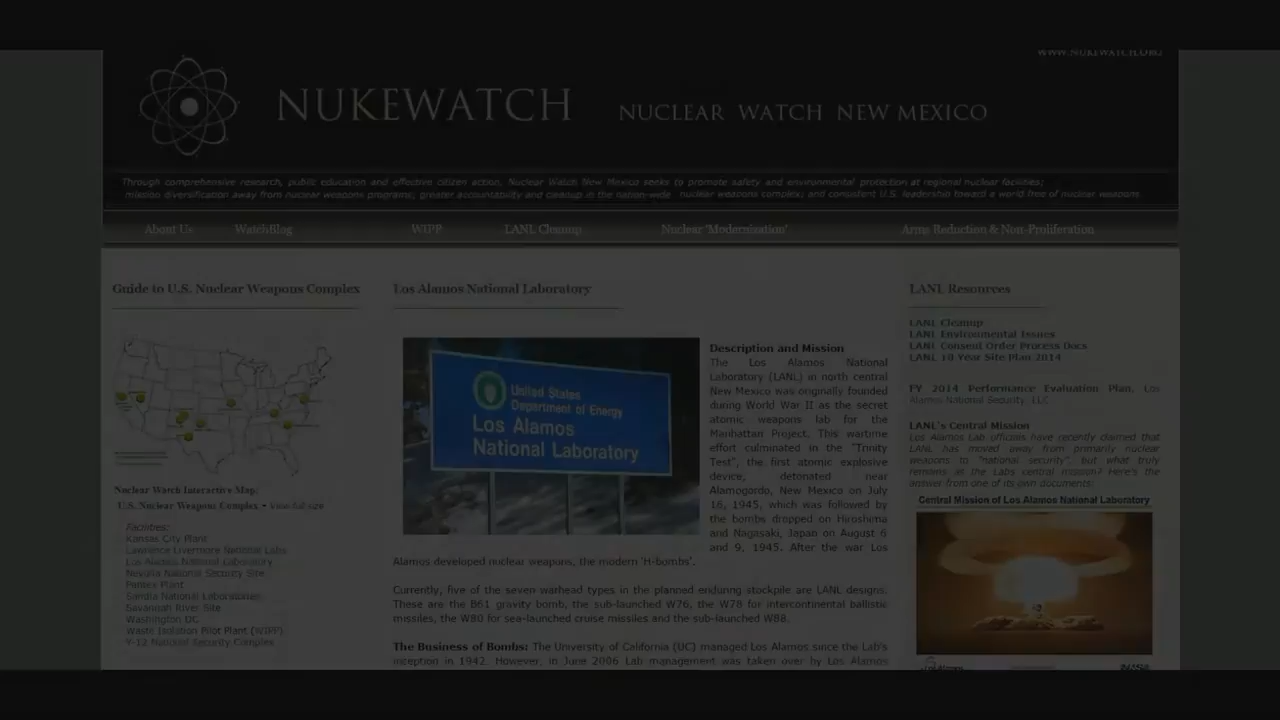 WWW.NUKEWATCH.ORG
NUKEWATCH NUCLEAR WATCH NEW MEXICO
Through comprehensive research, public education and effective citizen action, Nuclear Watch New Mexico seeks to promote safety and environmental protection at regional nuclear facilities;
mission diversification away from nuclear weapons programs; greater accountability and cleanup in the nation-wide nuclear weapons complex; and consistent U.S. leadership toward a world free of nuclear weapons
About Us WatchBlog WIPP LANL Cleanup Nuclear 'Modernization' Arms Reduction & Non-Proliferation
Guide to U.S. Nuclear Weapons Complex
Nuclear Watch Interactive Map:
U.S. Nuclear Weapons Complex • View full size
Facilities:
Kansas City Plant
Lawrence Livermore National Labs
Los Alamos National Laboratory
Nevada National Security Site
Pantex Plant
Sandia National Laboratories
Savannah River Site
Washington DC
Waste Isolation Pilot Plant (WIPP)
Y-12 National Security Complex
Los Alamos National Laboratory
United States
Department of Energy
Los Alamos
National Laboratory
Description and Mission
The Los Alamos National
Laboratory (LANL) in north central
New Mexico was originally founded
during World War II as the secret
atomic weapons lab for the
Manhattan Project. This wartime
effort culminated in the "Trinity
Test", the first atomic explosive
device, detonated near
Alamogordo, New Mexico on July
16, 1945, which was followed by
the bombs dropped on Hiroshima
and Nagasaki, Japan on August 6
and 9, 1945. After the war Los
Alamos developed nuclear weapons, the modern 'H-bombs'.
Currently, five of the seven warhead types in the planned enduring stockpile are LANL designs.
These are the B61 gravity bomb, the sub-launched W76, the W78 for intercontinental ballistic
missiles, the W80 for sea-launched cruise missiles and the sub-launched W88.
The Business of Bombs: The University of California (UC) managed Los Alamos since the Lab's
inception in 1942. However, in June 2006 Lab management was taken over by Los Alamos
LANL Resources
LANL Cleanup
LANL Environmental Issues
LANL Consent Order Process Docs
LANL 10 Year Site Plan 2014
FY 2014 Performance Evaluation Plan, Los
Alamos National Security, LLC
LANL's Central Mission
Los Alamos Lab officials have recently claimed that
LANL has moved away from primarily nuclear
weapons to "national security", but what truly
remains as the Labs central mission? Here's the
answer from one of its own documents:
Central Mission of Los Alamos National Laboratory